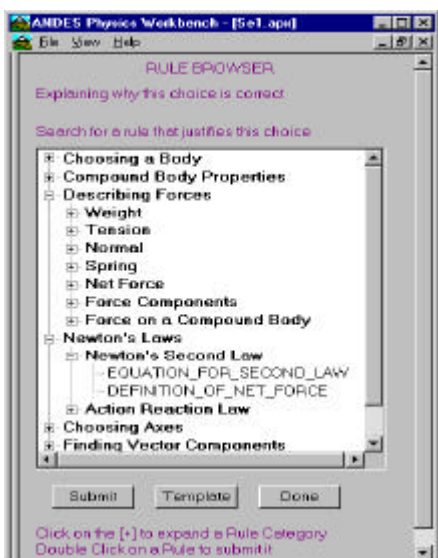 ANDES Physics Workbench - [Se1.apx]
File View Help
RULE BROWSER
Explaining why this choice is correct
Search for a rule that justifies this choice
Choosing a Body
Compound Body Properties
Describing Forces
Weight
Tension
Normal
Spring
Net Force
Force Components
Force on a Compound Body
Newton's Laws
Newton's Second Law
EQUATION_FOR_SECOND_LAW
DEFINITION_OF_NET_FORCE
Action Reaction Law
Choosing Axes
Finding Vector Components
Submit Template Done
Click on the [+] to expand a Rule Category
Double Click on a Rule to submit it